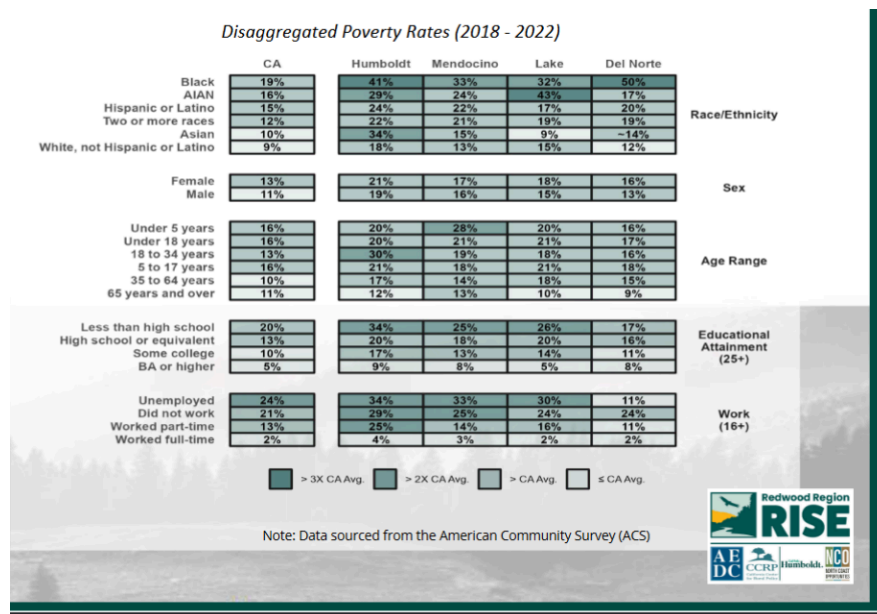 Disaggregated Poverty Rates (2018 - 2022)
CA Humboldt Mendocino Lake Del Norte
Black 19% 41% 33% 32% 50%
AIAN 16% 29% 24% 43% 17%
Hispanic or Latino 15% 24% 22% 17% 20%
Two or more races 12% 22% 21% 19% 19%
Race/Ethnicity
Asian 10% 34% 15% 9% ~14%
White, not Hispanic or Latino 9% 18% 13% 15% 12%
Female 13% 21% 17% 18% 16%
Sex
Male 11% 19% 16% 15% 13%
Under 5 years 16% 20% 28% 20% 16%
Under 18 years 16% 20% 21% 21% 17%
18 to 34 years 13% 30% 19% 18% 16%
Age Range
5 to 17 years 16% 21% 18% 21% 18%
35 to 64 years 10% 17% 14% 18% 15%
65 years and over 11% 12% 13% 10% 9%
Less than high school 20% 34% 25% 26% 17%
High school or equivalent 13% 20% 18% 20% 16%
Some college 10% 17% 13% 14% 11%
BA or higher 5% 9% 8% 5% 8%
Educational
Attainment
(25+)
Unemployed 24% 34% 33% 30% 11%
Did not work 21% 29% 25% 24% 24%
Worked part-time 13% 25% 14% 16% 11%
Worked full-time 2% 4% 3% 2% 2%
Work
(16+)
> 3X CA Avg. > 2X CA Avg. > CA Avg. ≤ CA Avg.
Note: Data sourced from the American Community Survey (ACS)
Redwood Region
RISE
AE
DC
CCRP
Humboldt.
NCO